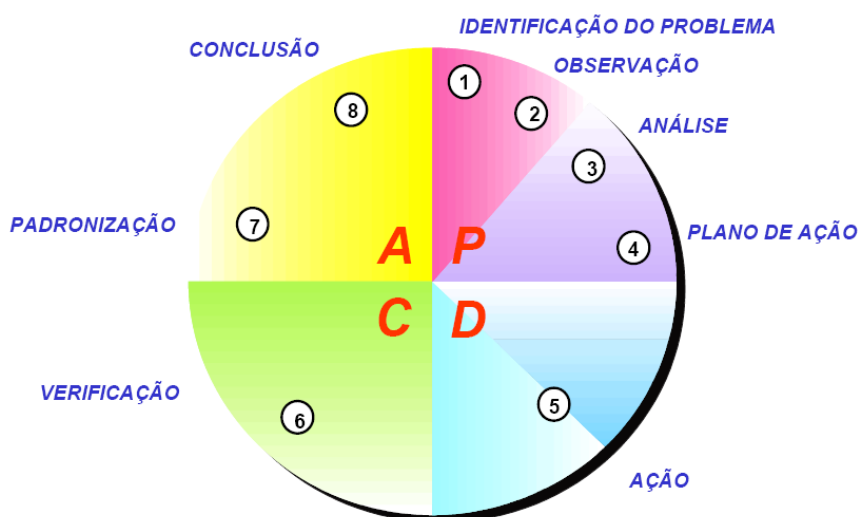 IDENTIFICAÇÃO DO PROBLEMA
CONCLUSÃO
OBSERVAÇÃO
1
8
2
ANÁLISE
3
PADRONIZAÇÃO
7
PLANO DE AÇÃO
4
A P
C D
VERIFICAÇÃO
5
6
AÇÃO